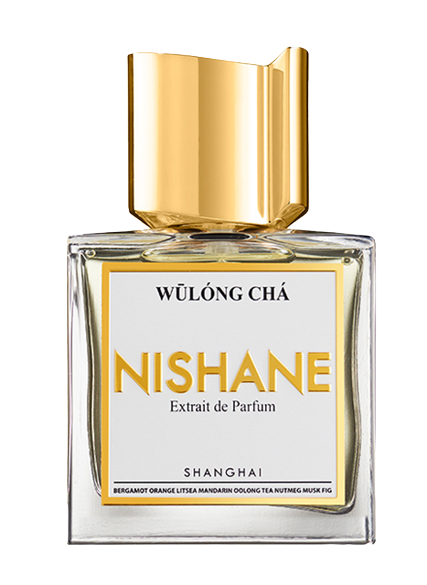 WŪLÓNG CHÁ
NISHANE
Extrait de Parfum
SHANGHAI
BERGAMOT ORANGE LITSEA MANDARIN OOLONG TEA NUTMEG MUSK FIG